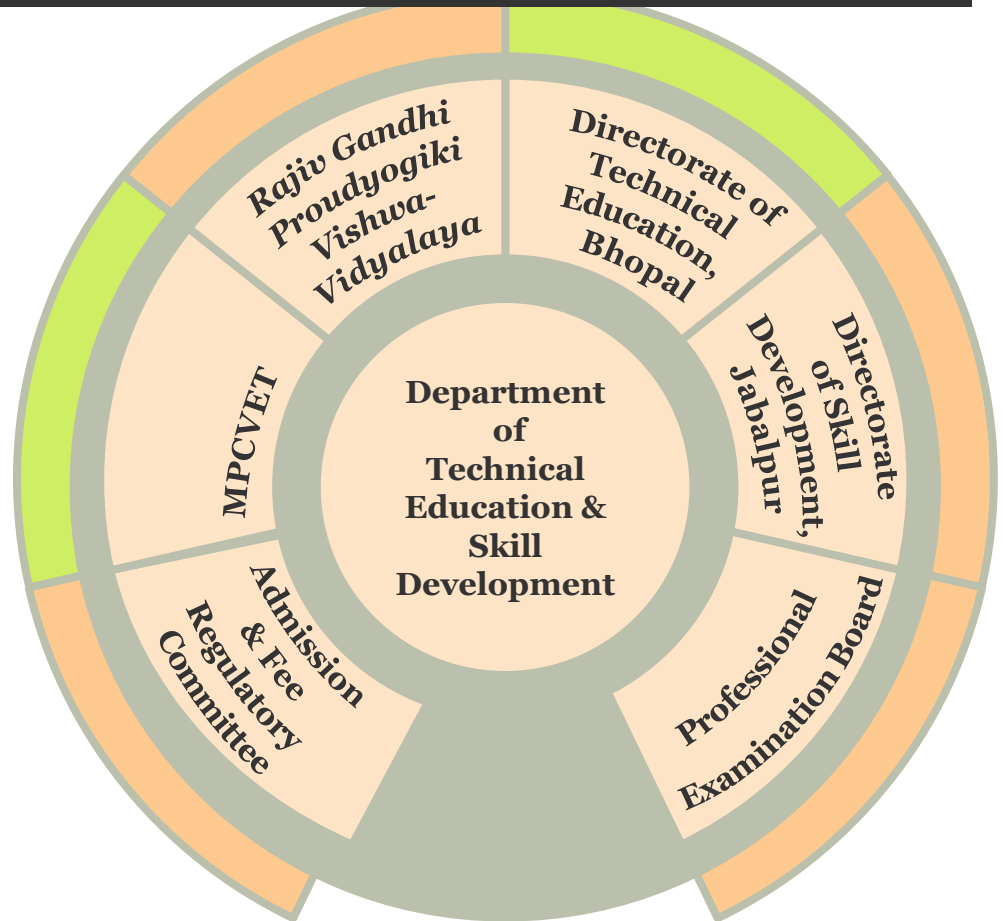 Rajiv Gandhi
Proudyogiki
Vishwa-
Vidyalaya
Directorate of
Technical
Education,
Bhopal
Directorate
of Skill
Development,
Jabalpur
Professional
Examination Board
Admission
& Fee
Regulatory
Committee
MPCVET
Department
of
Technical
Education &
Skill
Development